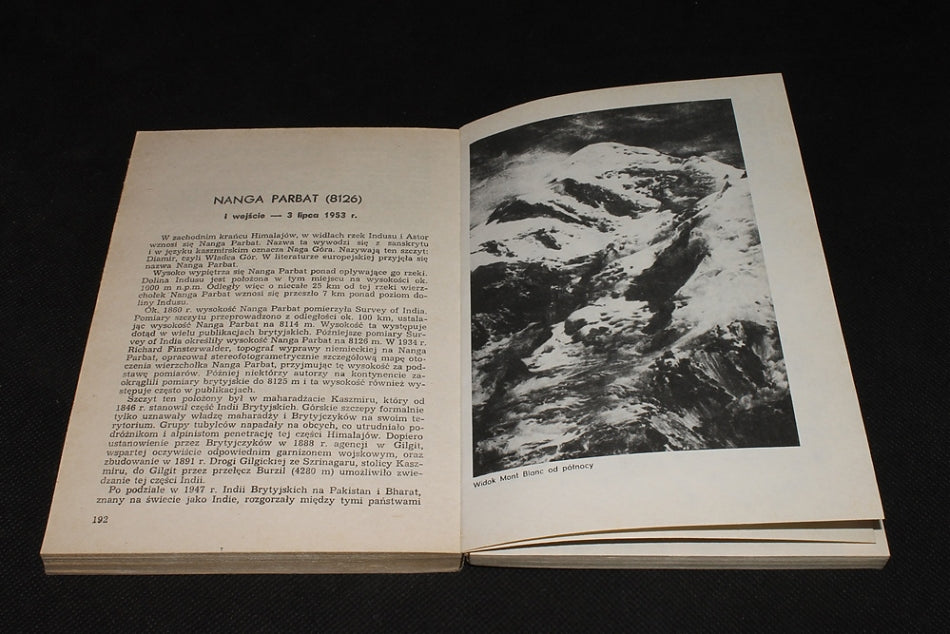 NANGA PARBAT (8126)
I wejście — 3 lipca 1953 r.
W zachodnim krańcu Himalajów, w widłach rzek Indusu i Astor
wznosi się Nanga Parbat. Nazwa ta wywodzi się z sanskrytu
i w języku kaszmirskim oznacza Naga Góra. Nazywają ten szczyt:
Diamir, czyli Władca Gór. W literaturze europejskiej przyjęła się
nazwa Nanga Parbat.
Wysoko wypiętrza się Nanga Parbat ponad opływające go rzeki.
Dolina Indusu jest położona w tym miejscu na wysokości ok.
1000 m n.p.m. Odległy więc o niecałe 25 km od tej rzeki wierz-
chołek Nanga Parbat wznosi się przeszło 7 km ponad poziom do-
liny Indusu.
Ok. 1860 r. wysokość Nanga Parbat pomierzyła Survey of India.
Pomiary szczytu przeprowadzono z odległości ok. 100 km, ustala-
jąc wysokość Nanga Parbat na 8114 m. Wysokość ta występuje
dotąd w wielu publikacjach brytyjskich. Późniejsze pomiary Sur-
vey of India określiły wysokość Nanga Parbat na 8126 m. W 1934 r.
Richard Finsterwalder, topograf wyprawy niemieckiej na Nanga
Parbat, opracował stereofotogrametrycznie szczegółową mapę oto-
czenia wierzchołka Nanga Parbat, przyjmując tę wysokość za pod-
stawę pomiarów. Później niektórzy autorzy na kontynencie za-
okrąglili pomiary brytyjskie do 8125 m i ta wysokość również wy-
stępuje często w publikacjach.
Szczyt ten położony był w maharadżacie Kaszmiru, który od
1846 r. stanowił część Indii Brytyjskich. Górskie szczepy formalnie
tylko uznawały władzę maharadży i Brytyjczyków na swoim te-
rytorium. Grupy tubylców napadały na obcych, co utrudniało po-
dróżnikom i alpinistom penetrację tej części Himalajów. Dopiero
ustanowienie przez Brytyjczyków w 1888 r. agencji w Gilgit,
wspartej oczywiście odpowiednim garnizonem wojskowym, oraz
zbudowanie w 1891 r. Drogi Gilgickiej ze Szrinagaru, stolicy Kasz-
miru, do Gilgit przez przełęcz Burzil (4280 m) umożliwiło zwie-
dzanie tej części Indii.
Po podziale w 1947 r. Indii Brytyjskich na Pakistan i Bharat,
znany na świecie jako Indie, rozgorzały między tymi państwami
192
Widok Mont Blanc od północy